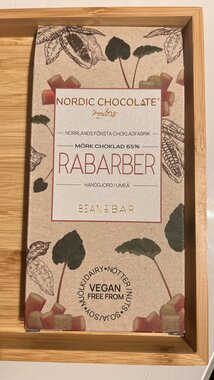 NORDIC CHOCOLATE
NORRLANDS FÖRSTA CHOKLADFABRIK
MÖRK CHOKLAD 65%
RABARBER
HANDGJORD I UMEÅ
BEAN & BAR
MJÖLK/DAIRY • NÖTTER / NUTS • SOJA/SOY •
VEGAN
FREE FROM